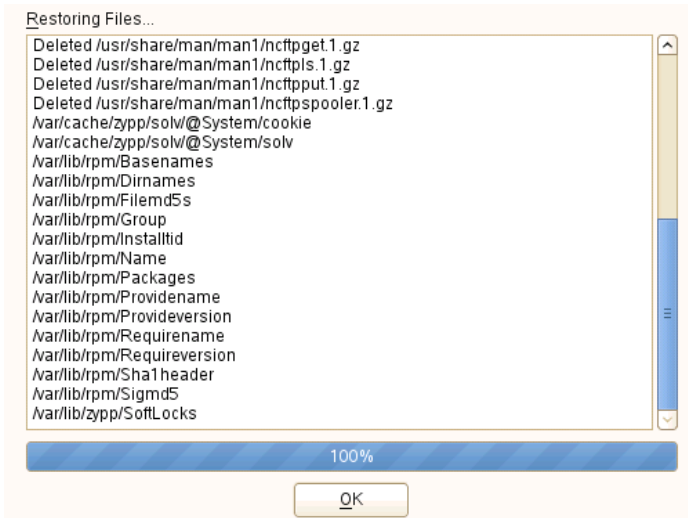 Restoring Files...
Deleted /usr/share/man/man1/ncftpget.1.gz
Deleted /usr/share/man/man1/ncftpls.1.gz
Deleted /usr/share/man/man1/ncftpput.1.gz
Deleted /usr/share/man/man1/ncftpspooler.1.gz
/var/cache/zypp/solv/@System/cookie
/var/cache/zypp/solv/@System/solv
/var/lib/rpm/Basenames
/var/lib/rpm/Dirnames
/var/lib/rpm/Filemd5s
/var/lib/rpm/Group
/var/lib/rpm/Installtid
/var/lib/rpm/Name
/var/lib/rpm/Packages
/var/lib/rpm/Providename
/var/lib/rpm/Provideversion
/var/lib/rpm/Requirename
/var/lib/rpm/Requireversion
/var/lib/rpm/Sha1header
/var/lib/rpm/Sigmd5
/var/lib/zypp/SoftLocks
100%
OK